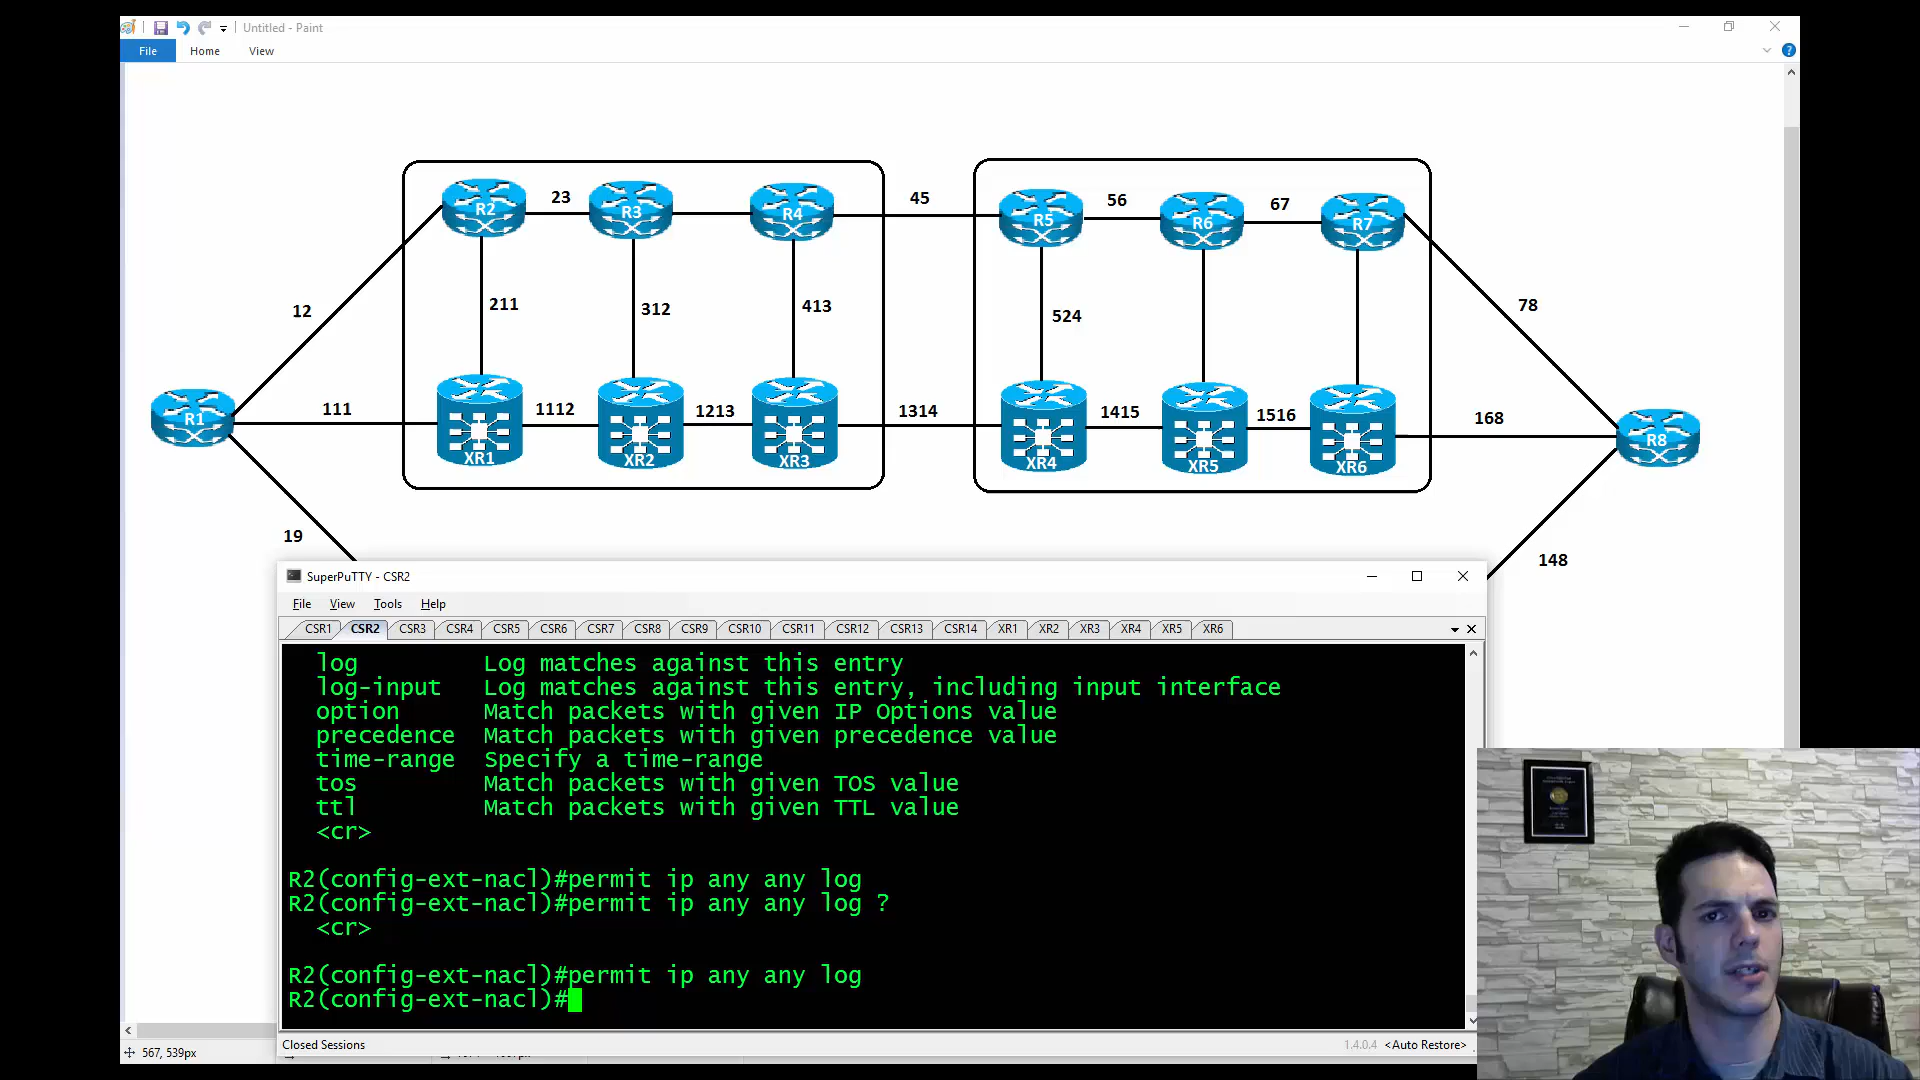 Untitled - Paint
File Home View
R2 23 R3 R4 45 R5 56 R6 67 R7
12 211 312 413 524 78
R1 111 XR1 1112 XR2 1213 XR3 1314 XR4 1415 XR5 1516 XR6 168 R8
19 148
SuperPuTTY - CSR2
File View Tools Help
CSR1 CSR2 CSR3 CSR4 CSR5 CSR6 CSR7 CSR8 CSR9 CSR10 CSR11 CSR12 CSR13 CSR14 XR1 XR2 XR3 XR4 XR5 XR6
log Log matches against this entry
log-input Log matches against this entry, including input interface
option Match packets with given IP Options value
precedence Match packets with given precedence value
time-range Specify a time-range
tos Match packets with given TOS value
ttl Match packets with given TTL value
<cr>
R2(config-ext-nacl)#permit ip any any log
R2(config-ext-nacl)#permit ip any any log ?
<cr>
R2(config-ext-nacl)#permit ip any any log
R2(config-ext-nacl)#
Closed Sessions 1.4.0.4 <Auto Restore>
567, 539px